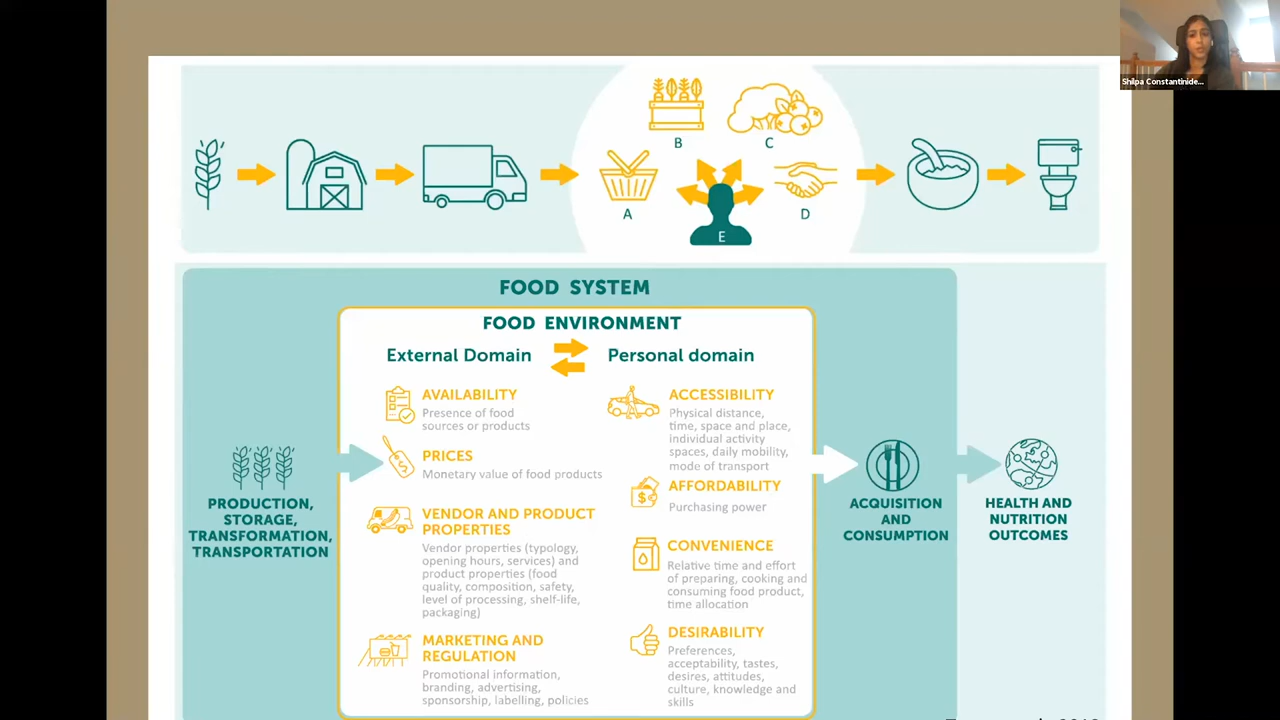 Shilpa Constantinide...
B
C
A
D
E
FOOD SYSTEM
FOOD ENVIRONMENT
External Domain
Personal domain
AVAILABILITY
Presence of food
sources or products
PRICES
Monetary value of food products
VENDOR AND PRODUCT
PROPERTIES
Vendor properties (typology,
opening hours, services) and
product properties (food
quality, composition, safety,
level of processing, shelf-life,
packaging)
MARKETING AND
REGULATION
Promotional information,
branding, advertising,
sponsorship, labelling, policies
ACCESSIBILITY
Physical distance,
time, space and place,
individual activity
spaces, daily mobility,
mode of transport
AFFORDABILITY
Purchasing power
CONVENIENCE
Relative time and effort
of preparing, cooking and
consuming food product,
time allocation
DESIRABILITY
Preferences,
acceptability, tastes,
desires, attitudes,
culture, knowledge and
skills
PRODUCTION,
STORAGE,
TRANSFORMATION,
TRANSPORTATION
ACQUISITION
AND
CONSUMPTION
HEALTH AND
NUTRITION
OUTCOMES